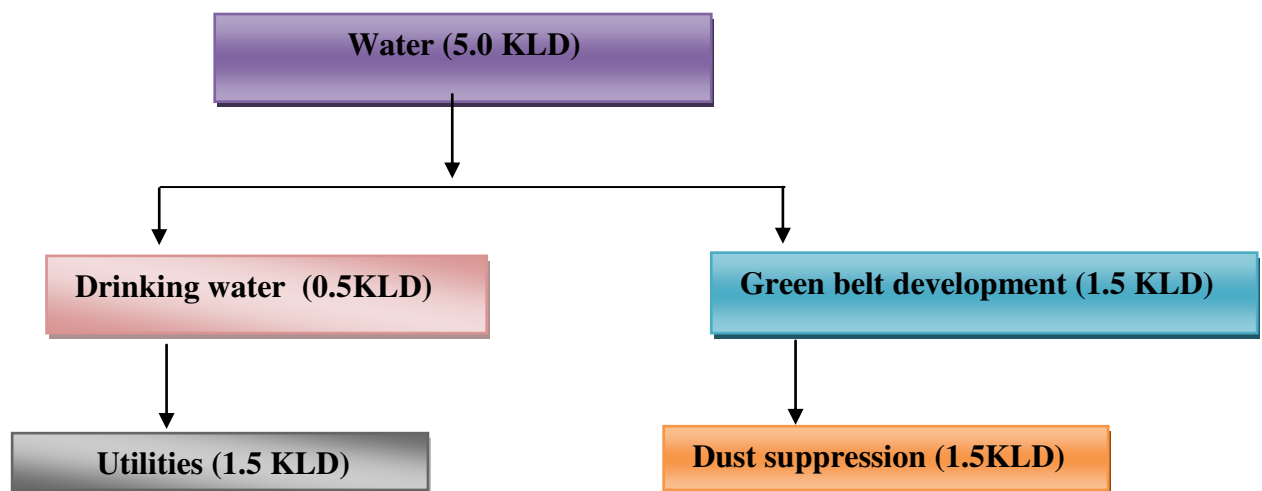 Water (5.0 KLD)
Drinking water (0.5KLD)
Green belt development (1.5 KLD)
Utilities (1.5 KLD)
Dust suppression (1.5KLD)